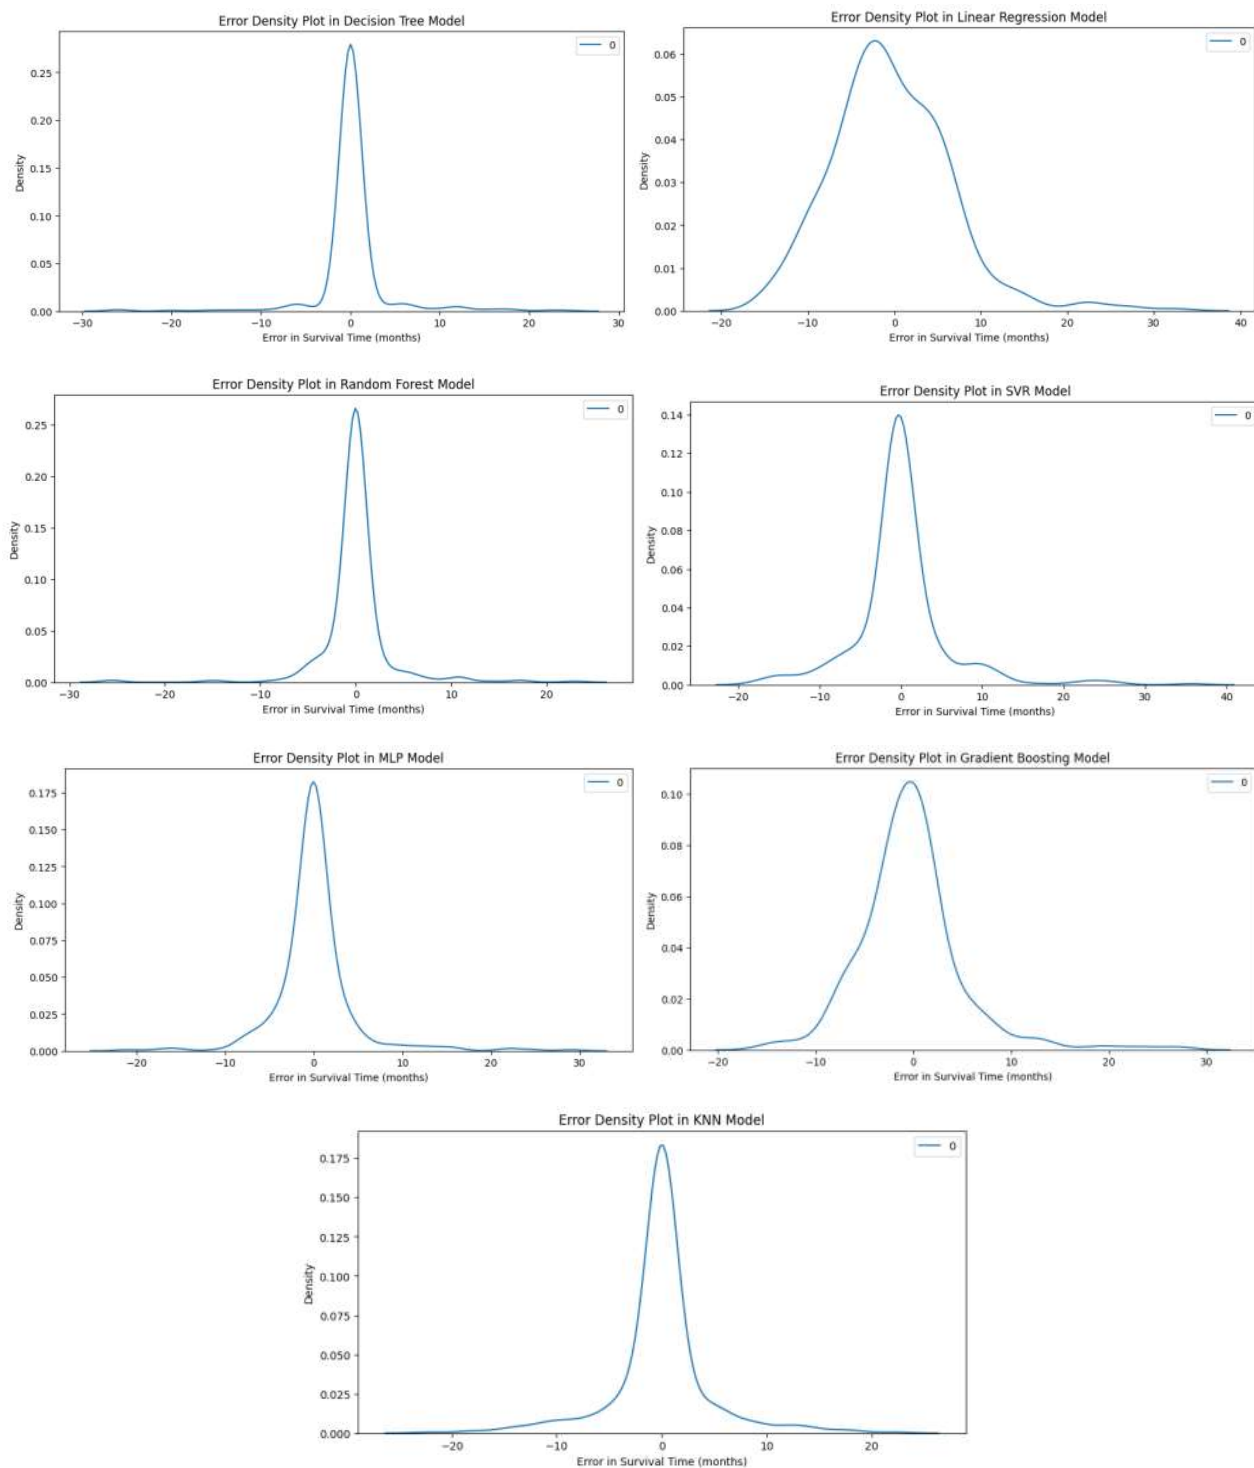 Error Density Plot in Decision Tree Model
0
0.25
0.20
0.15
0.10
0.05
0.00
Density
−30 −20 −10 0 10 20 30
Error in Survival Time (months)
Error Density Plot in Linear Regression Model
0
0.06
0.05
0.04
0.03
0.02
0.01
0.00
Density
−20 −10 0 10 20 30 40
Error in Survival Time (months)
Error Density Plot in Random Forest Model
0
0.25
0.20
0.15
0.10
0.05
0.00
Density
−30 −20 −10 0 10 20
Error in Survival Time (months)
Error Density Plot in SVR Model
0
0.14
0.12
0.10
0.08
0.06
0.04
0.02
0.00
Density
−20 −10 0 10 20 30 40
Error in Survival Time (months)
Error Density Plot in MLP Model
0
0.175
0.150
0.125
0.100
0.075
0.050
0.025
0.000
Density
−20 −10 0 10 20 30
Error in Survival Time (months)
Error Density Plot in Gradient Boosting Model
0
0.10
0.08
0.06
0.04
0.02
0.00
Density
−20 −10 0 10 20 30
Error in Survival Time (months)
Error Density Plot in KNN Model
0
0.175
0.150
0.125
0.100
0.075
0.050
0.025
0.000
Density
−20 −10 0 10 20
Error in Survival Time (months)